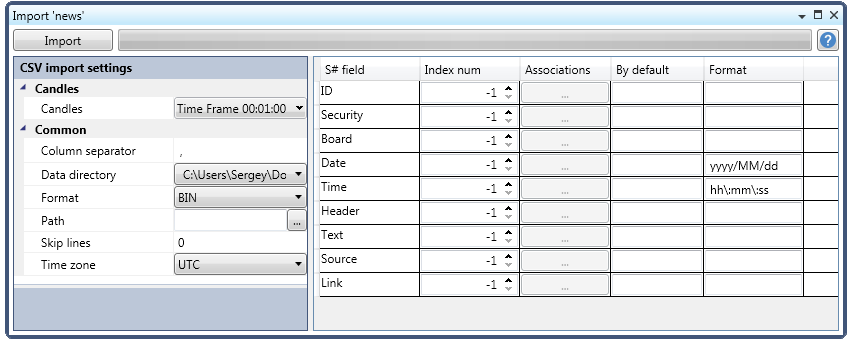 Import 'news'
Import
?
CSV import settings
Candles
Candles Time Frame 00:01:00
Common
Column separator ,
Data directory C:\Users\Sergey\Do
Format BIN
Path ...
Skip lines 0
Time zone UTC
S# field Index num Associations By default Format
ID -1 ...
Security -1 ...
Board -1 ...
Date -1 ... yyyy/MM/dd
Time -1 ... hh\:mm\:ss
Header -1 ...
Text -1 ...
Source -1 ...
Link -1 ...